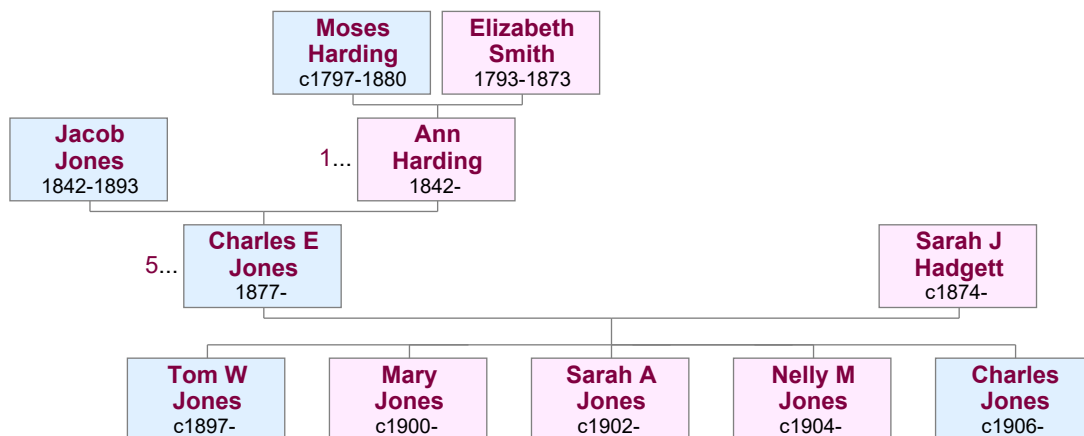 Moses
Harding
c1797-1880
Elizabeth
Smith
1793-1873
Jacob
Jones
1842-1893
1...
Ann
Harding
1842-
5...
Charles E
Jones
1877-
Sarah J
Hadgett
c1874-
Tom W
Jones
c1897-
Mary
Jones
c1900-
Sarah A
Jones
c1902-
Nelly M
Jones
c1904-
Charles
Jones
c1906-